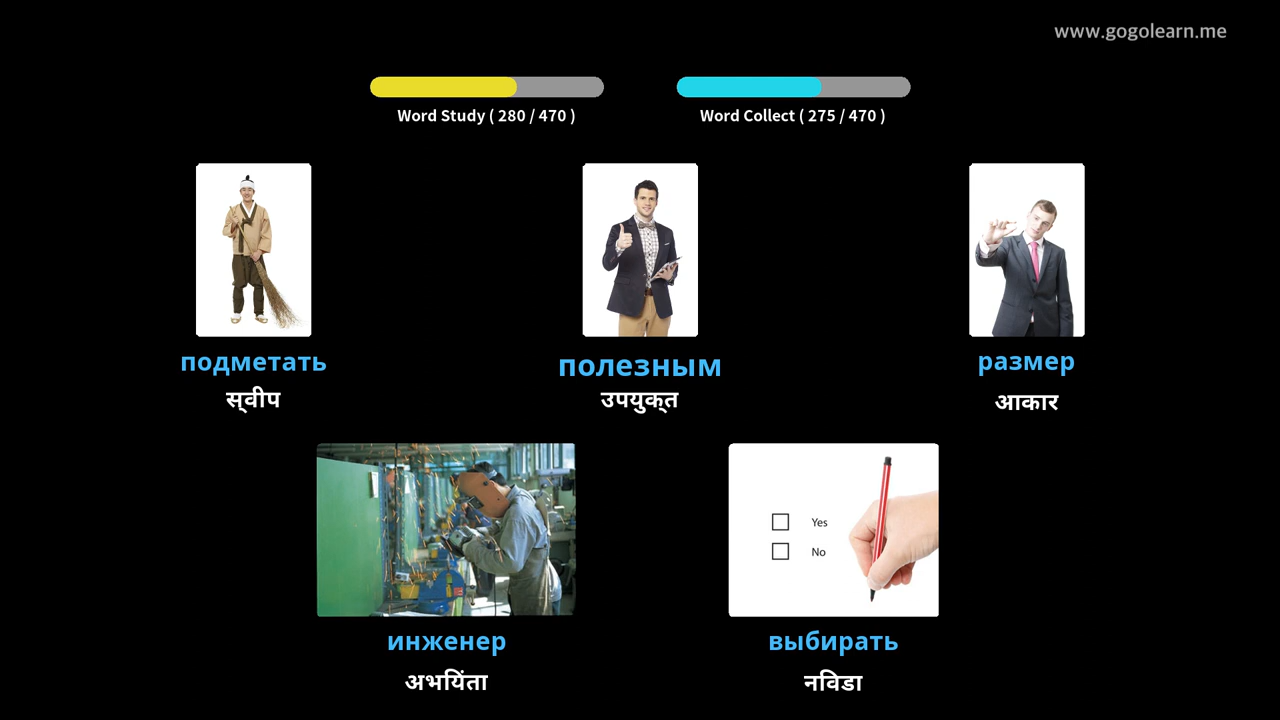 www.gogolearn.me
Word Study ( 280 / 470 )
Word Collect ( 275 / 470 )
подметать
полезным
размер
स्वीप
उपयुक्त
आकार
Yes
No
инженер
выбирать
अभियिंता
नविडा